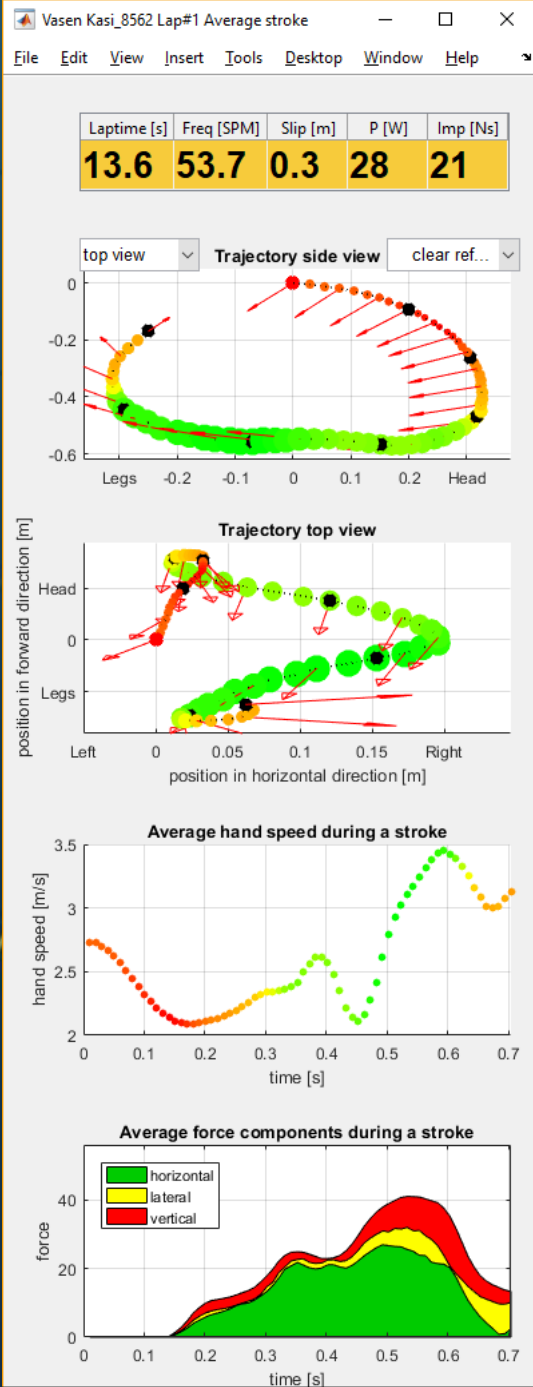 Vasen Kasi_8562 Lap#1 Average stroke
File Edit View Insert Tools Desktop Window Help
Laptime [s] Freq [SPM] Slip [m] P [W] Imp [Ns]
13.6 53.7 0.3 28 21
top view Trajectory side view clear ref...
0
-0.2
-0.4
-0.6
Legs -0.2 -0.1 0 0.1 0.2 Head
Trajectory top view
position in forward direction [m]
Head
0
Legs
Left 0 0.05 0.1 0.15 Right
position in horizontal direction [m]
Average hand speed during a stroke
hand speed [m/s]
3.5
3
2.5
2
0 0.1 0.2 0.3 0.4 0.5 0.6 0.7
time [s]
Average force components during a stroke
horizontal
lateral
vertical
force
40
20
0
0 0.1 0.2 0.3 0.4 0.5 0.6 0.7
time [s]